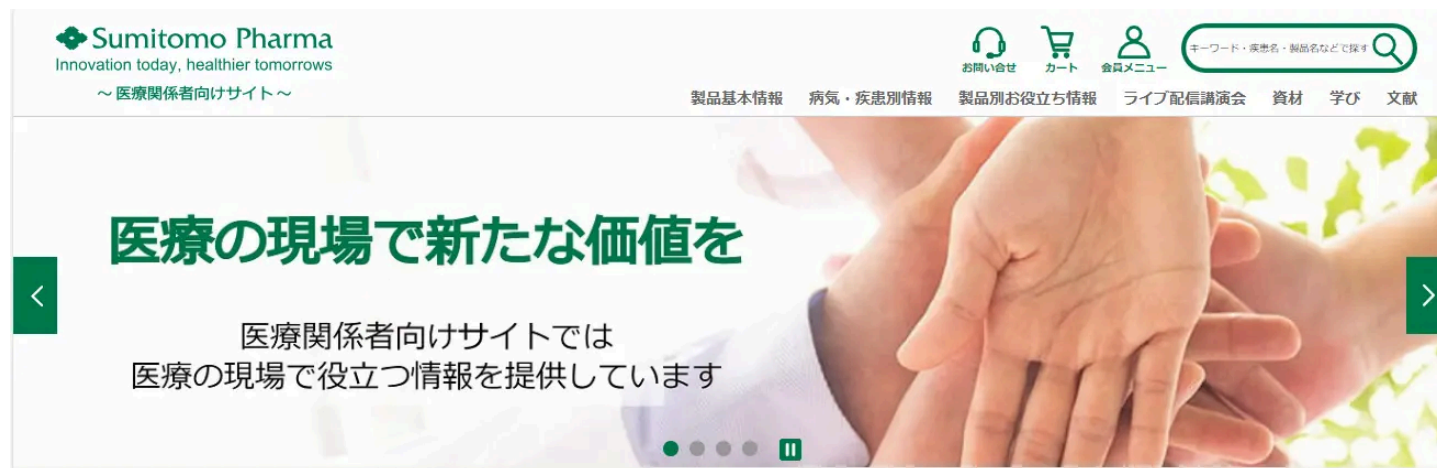 Sumitomo Pharma
Innovation today, healthier tomorrows
～医療関係者向けサイト～
お問い合せ
カート
会員メニュー
キーワード・疾患名・製品名などで探す
製品基本情報
病気・疾患別情報
製品別お役立ち情報
ライブ配信講演会
資材
学び
文献
医療の現場で新たな価値を
医療関係者向けサイトでは
医療の現場で役立つ情報を提供しています